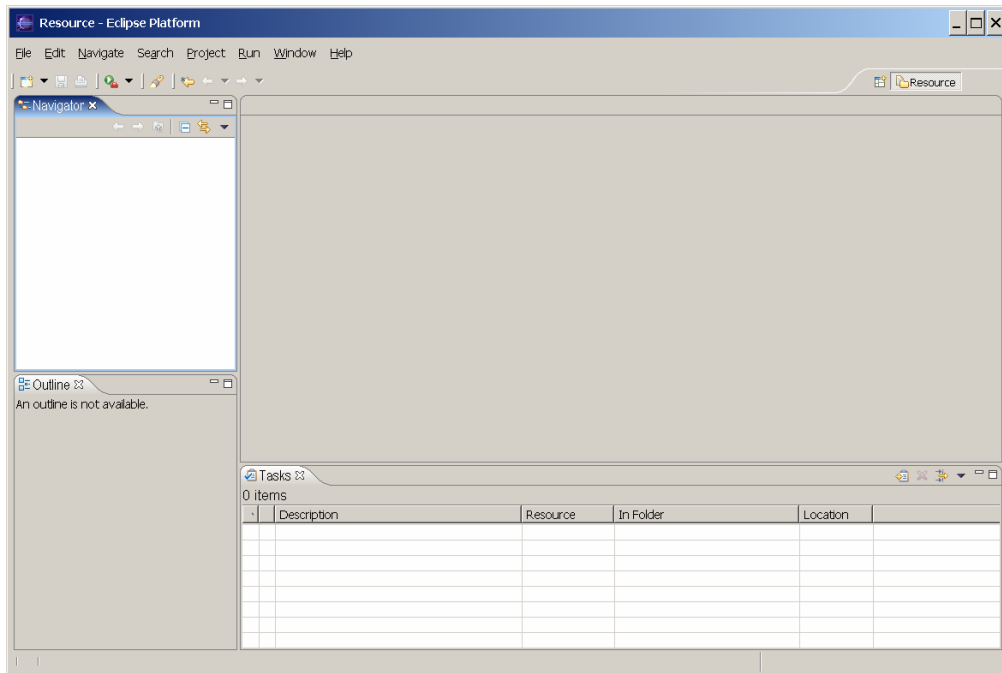 Resource - Eclipse Platform
File Edit Navigate Search Project Run Window Help
Resource
Navigator
Outline
An outline is not available.
Tasks
0 items
Description Resource In Folder Location